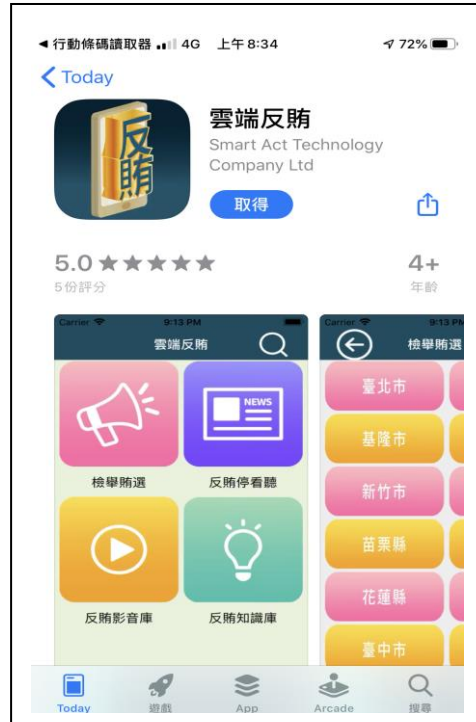 ◀ 行動條碼讀取器 4G 上午 8:34 72%
Today
反賄
雲端反賄
Smart Act Technology
Company Ltd
取得
5.0 ★★★★★
4+
5份評分
年齡
Carrier 9:13 PM
雲端反賄
NEWS
檢舉賄選
反賄停看聽
反賄影音庫
反賄知識庫
Carrier 9:13 PM
檢舉賄選
臺北市
基隆市
新竹市
苗栗縣
花蓮縣
臺中市
Today
遊戲
App
Arcade
搜尋